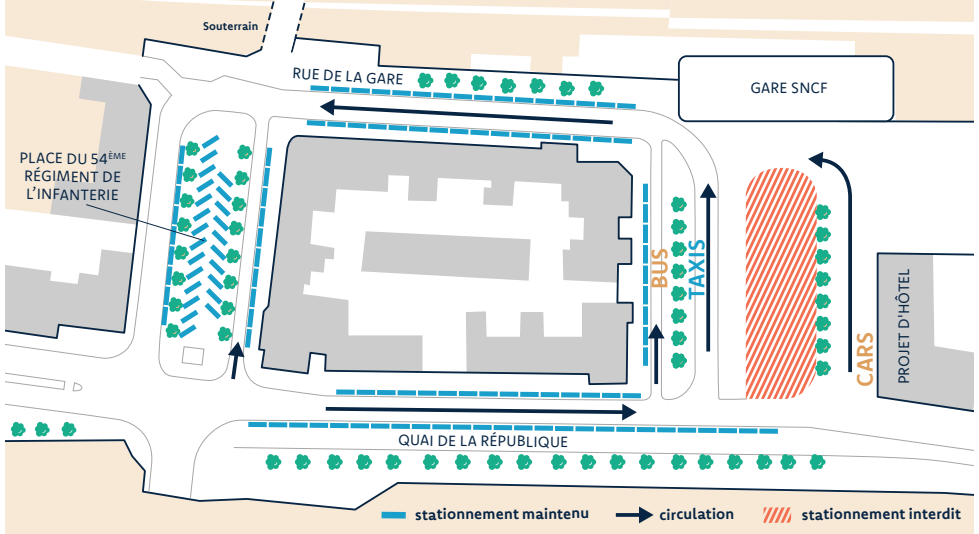 Souterrain
RUE DE LA GARE
GARE SNCF
PLACE DU 54ÈME
RÉGIMENT DE
L'INFANTERIE
BUS
TAXIS
CARS
PROJET D'HÔTEL
QUAI DE LA RÉPUBLIQUE
stationnement maintenu
circulation
stationnement interdit